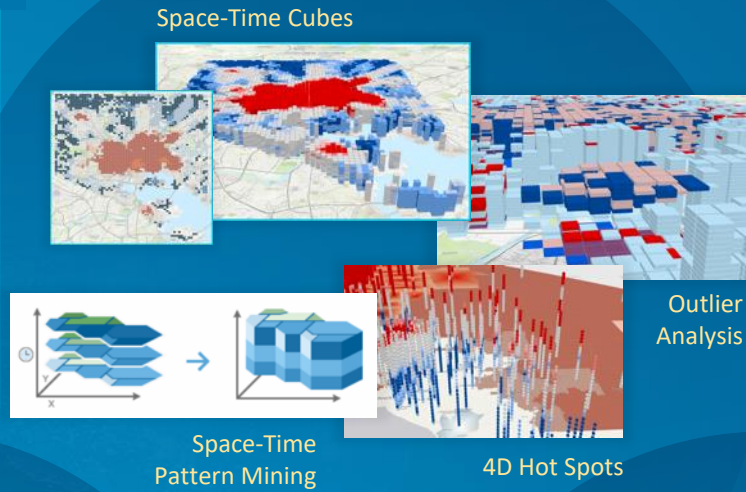 Space-Time Cubes
Outlier
Analysis
Y
X
Space-Time
Pattern Mining
4D Hot Spots